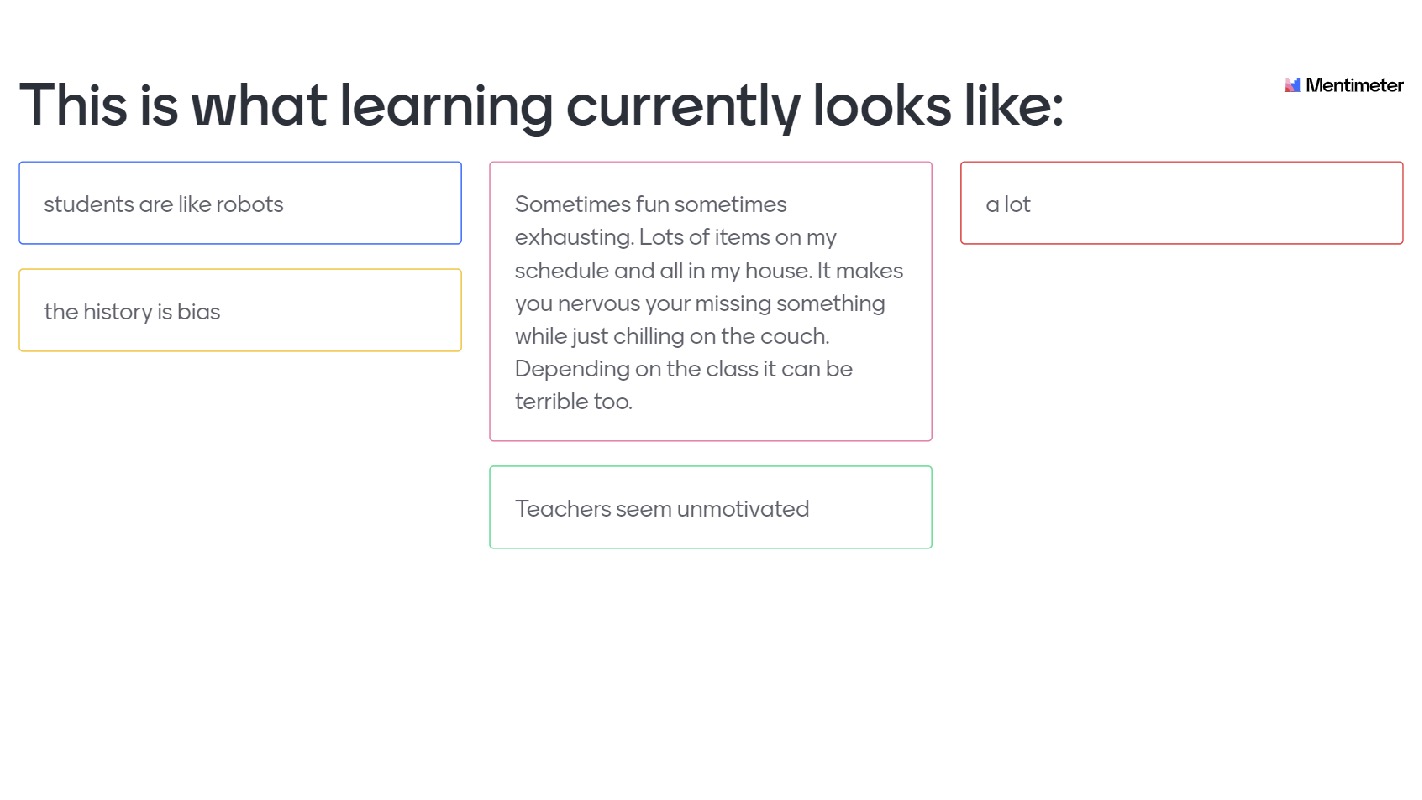 This is what learning currently looks like:
Mentimeter
students are like robots
the history is bias
Sometimes fun sometimes
exhausting. Lots of items on my
schedule and all in my house. It makes
you nervous your missing something
while just chilling on the couch.
Depending on the class it can be
terrible too.
Teachers seem unmotivated
a lot